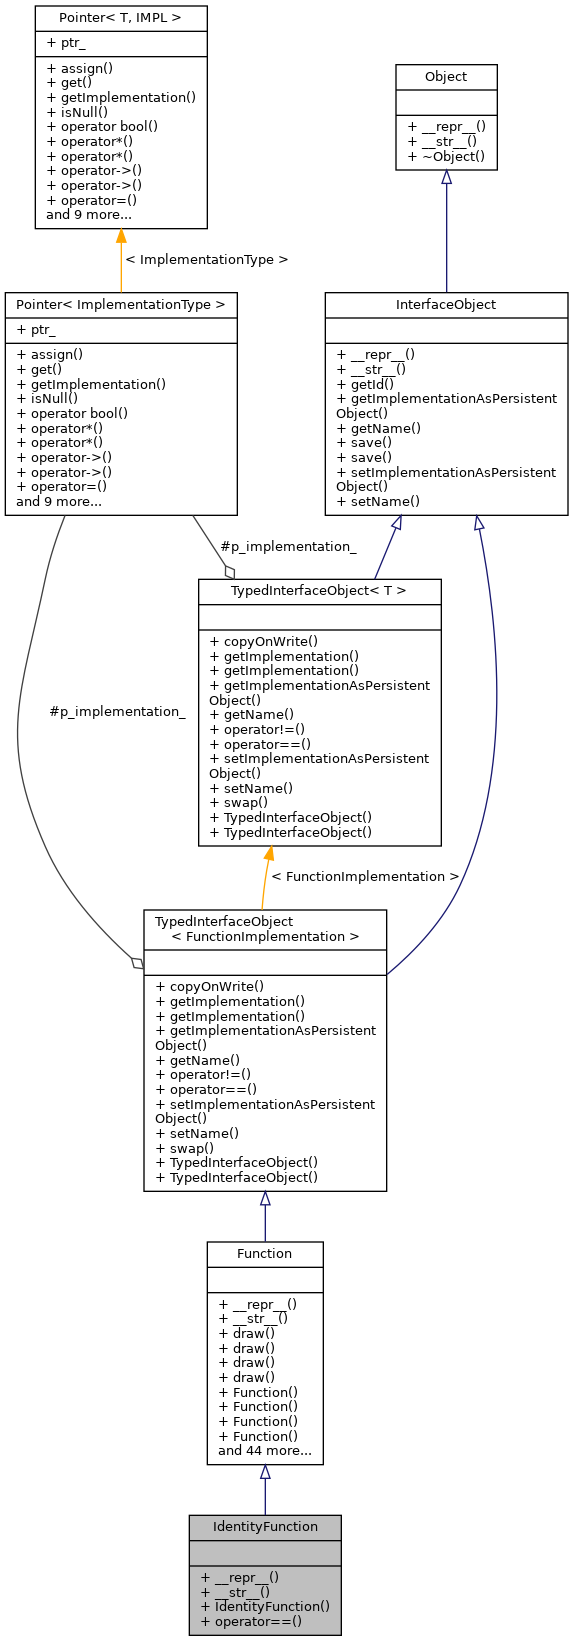 Pointer< T, IMPL >
+ ptr_
+ assign()
+ get()
+ getImplementation()
+ isNull()
+ operator bool()
+ operator*()
+ operator*()
+ operator->()
+ operator->()
+ operator=()
and 9 more...
Object
+ __repr__()
+ __str__()
+ ~Object()
< ImplementationType >
Pointer< ImplementationType >
+ ptr_
+ assign()
+ get()
+ getImplementation()
+ isNull()
+ operator bool()
+ operator*()
+ operator*()
+ operator->()
+ operator->()
+ operator=()
and 9 more...
InterfaceObject
+ __repr__()
+ __str__()
+ getId()
+ getImplementationAsPersistent
Object()
+ getName()
+ save()
+ save()
+ setImplementationAsPersistent
Object()
+ setName()
#p_implementation_
TypedInterfaceObject< T >
+ copyOnWrite()
+ getImplementation()
+ getImplementation()
+ getImplementationAsPersistent
Object()
+ getName()
+ operator!=()
+ operator==()
+ setImplementationAsPersistent
Object()
+ setName()
+ swap()
+ TypedInterfaceObject()
+ TypedInterfaceObject()
#p_implementation_
< FunctionImplementation >
TypedInterfaceObject
< FunctionImplementation >
+ copyOnWrite()
+ getImplementation()
+ getImplementation()
+ getImplementationAsPersistent
Object()
+ getName()
+ operator!=()
+ operator==()
+ setImplementationAsPersistent
Object()
+ setName()
+ swap()
+ TypedInterfaceObject()
+ TypedInterfaceObject()
Function
+ __repr__()
+ __str__()
+ draw()
+ draw()
+ draw()
+ draw()
+ Function()
+ Function()
+ Function()
+ Function()
and 44 more...
IdentityFunction
+ __repr__()
+ __str__()
+ IdentityFunction()
+ operator==()